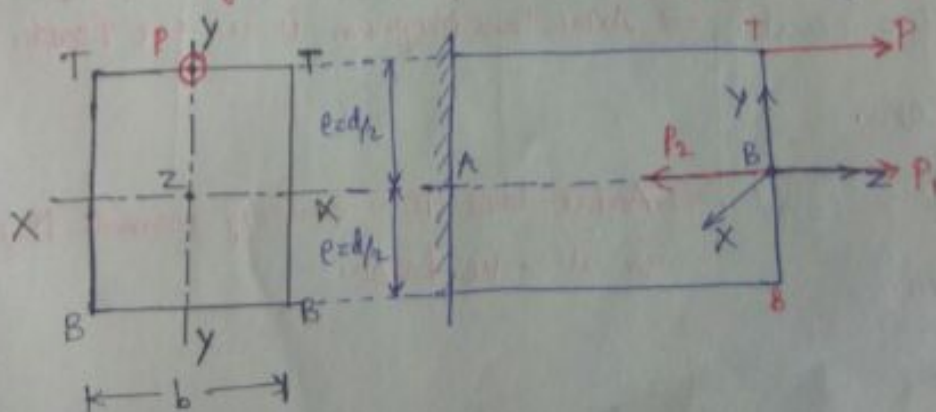 P Y
T T T P
e=d/2 Y
Z A P2 B Z P1
X X X
e=d/2
B B B
Y
b